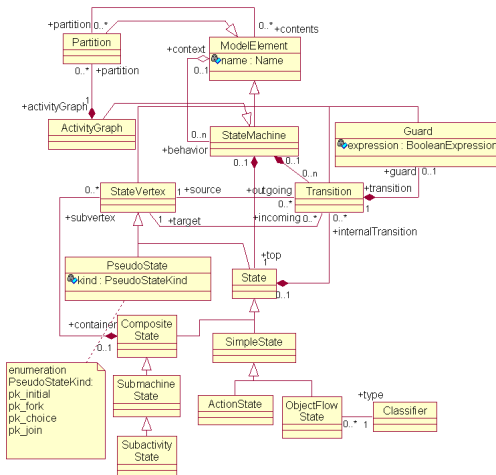 +partition
0..*
+contents
Partition
0..*
+context
ModelElement
name : Name
0..*
+partition
0..1
1
+activityGraph
ActivityGraph
0..n
+behavior
StateMachine
0..1
0..1
0..n
Guard
expression : BooleanExpression
0..1
+guard
0..*
+subvertex
StateVertex
1
+source
+outgoing
0..*
Transition
+transition
1
1
+target
+incoming
0..*
0..*
+internalTransition
PseudoState
kind : PseudoStateKind
+top
1
State
0..1
+container
0..1
Composite
State
SimpleState
enumeration
PseudoStateKind:
pk_initial
pk_fork
pk_choice
pk_join
Submachine
State
ActionState
ObjectFlow
State
+type
0..*
1
Classifier
Subactivity
State